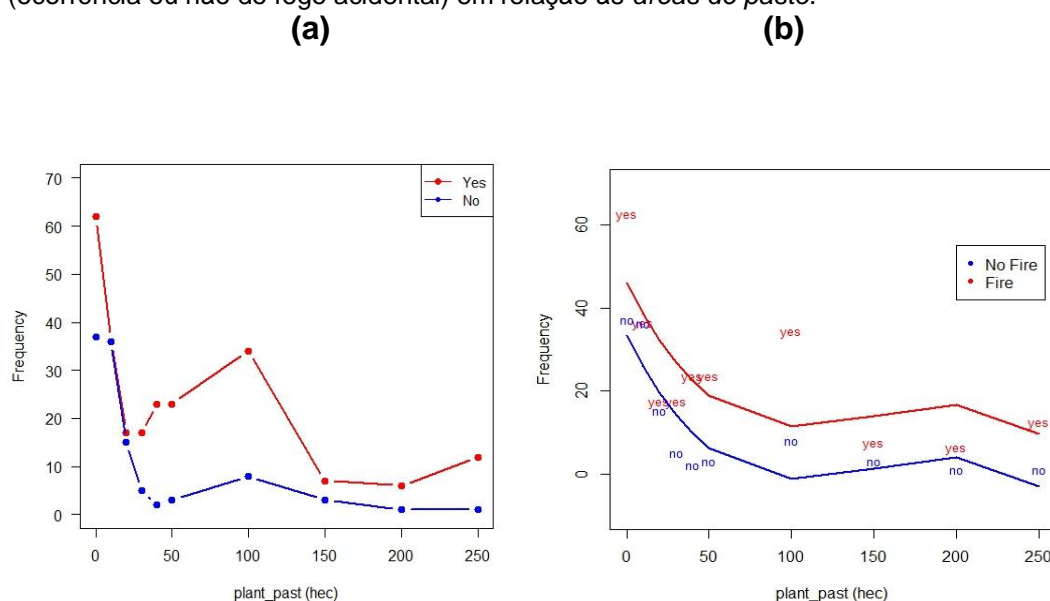 (ocorrência ou não de fogo acidental) em relação às áreas do pasto.
(a) (b)
70
60
50
40
30
20
10
0
Frequency
Yes
No
0 50 100 150 200 250
plant_past (hec)
60
40
20
0
Frequency
No Fire
Fire
yes
no
no
yes
yes
no
yes
no
yes
no
yes
no
yes
no
yes
no
yes
no
yes
no
0 50 100 150 200 250
plant_past (hec)